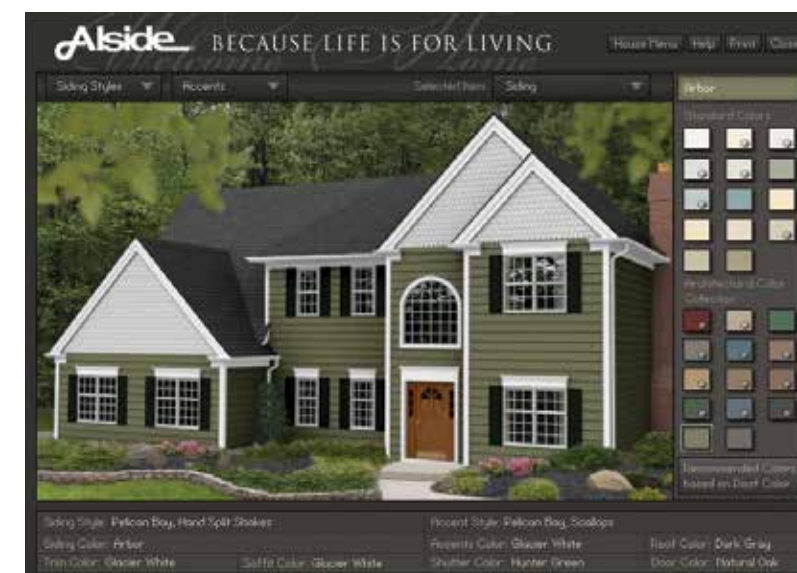 Alside BECAUSE LIFE IS FOR LIVING
Welcome Home
House Menu Help Print Close
Siding Styles Accents Selected Item: Siding Arbor
Standard Colors
Architectural Color
Collection
Recommended Colors
based on Roof Color
Siding Style: Pelican Bay, Hand Split Shakes Accent Style: Pelican Bay, Scallops
Siding Color: Arbor Accents Color: Glacier White Roof Color: Dark Gray
Trim Color: Glacier White Soffit Color: Glacier White Shutter Color: Hunter Green Door Color: Natural Oak